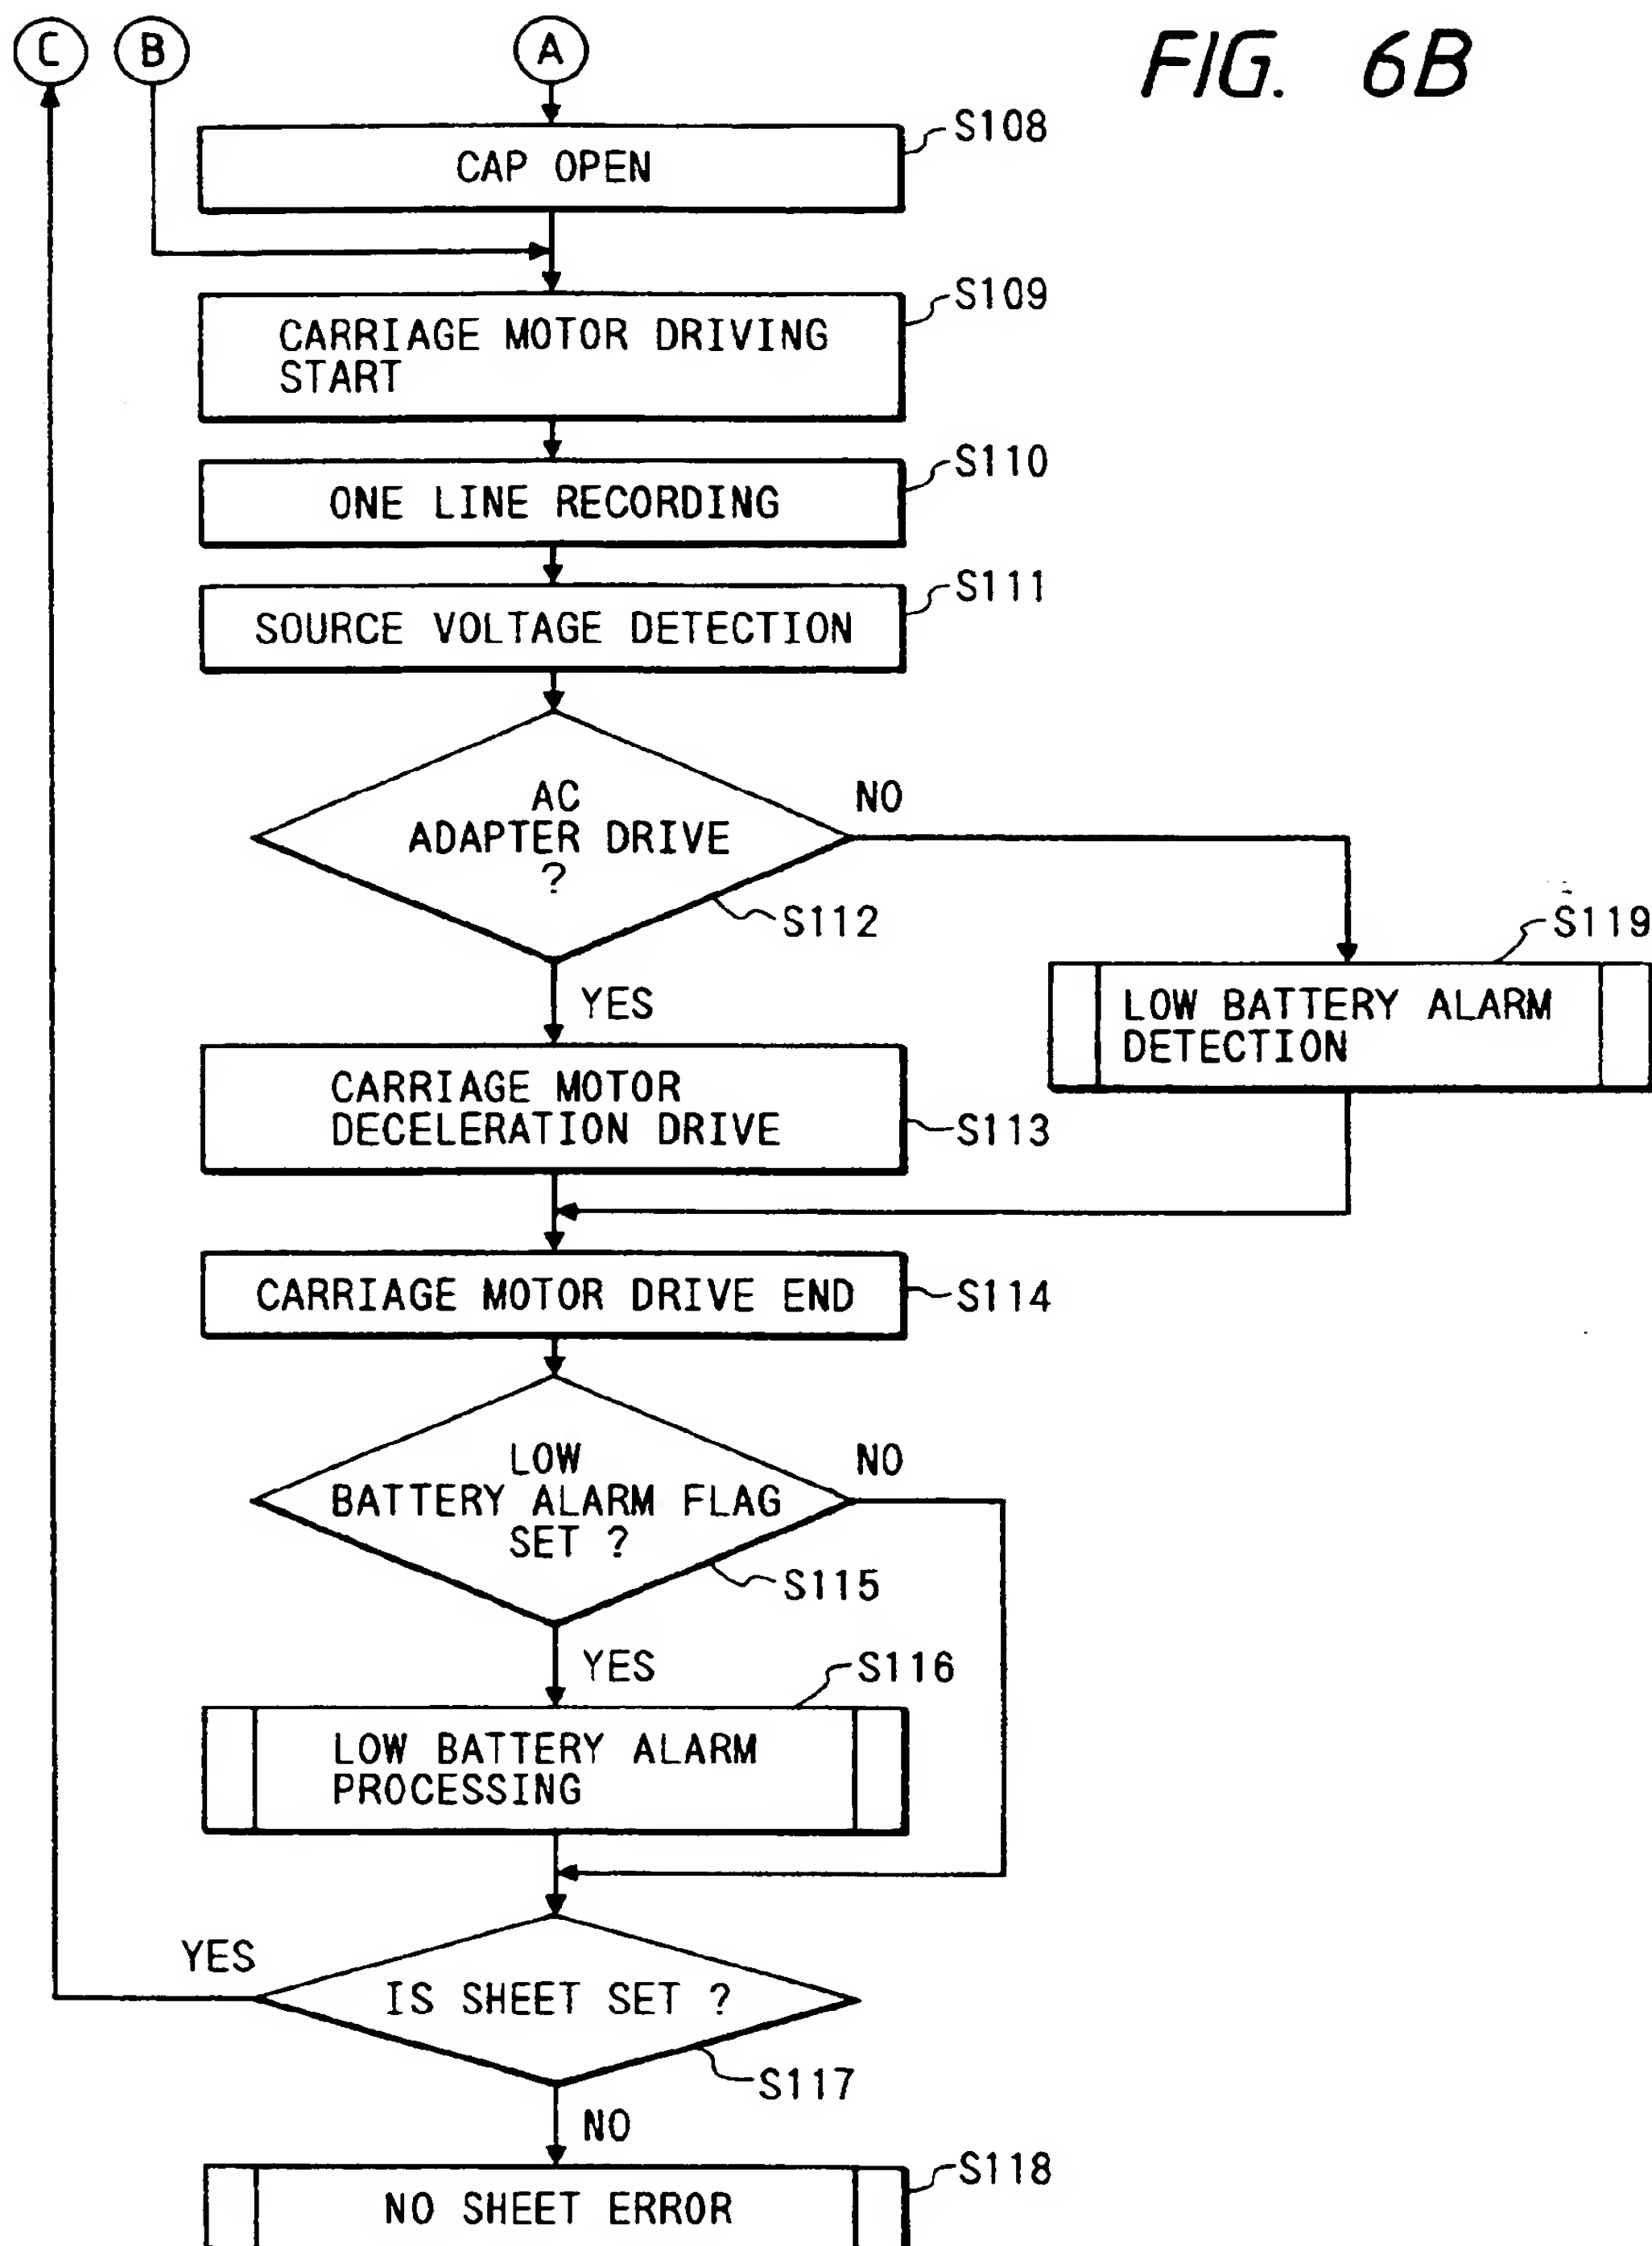 C
B
A
FIG. 6B
S108
CAP OPEN
S109
CARRIAGE MOTOR DRIVING
START
S110
ONE LINE RECORDING
S111
SOURCE VOLTAGE DETECTION
AC
ADAPTER DRIVE
?
NO
S112
S119
YES
LOW BATTERY ALARM
DETECTION
CARRIAGE MOTOR
DECELERATION DRIVE
S113
CARRIAGE MOTOR DRIVE END
S114
LOW
BATTERY ALARM FLAG
SET ?
NO
S115
YES
S116
LOW BATTERY ALARM
PROCESSING
YES
IS SHEET SET ?
S117
NO
S118
NO SHEET ERROR